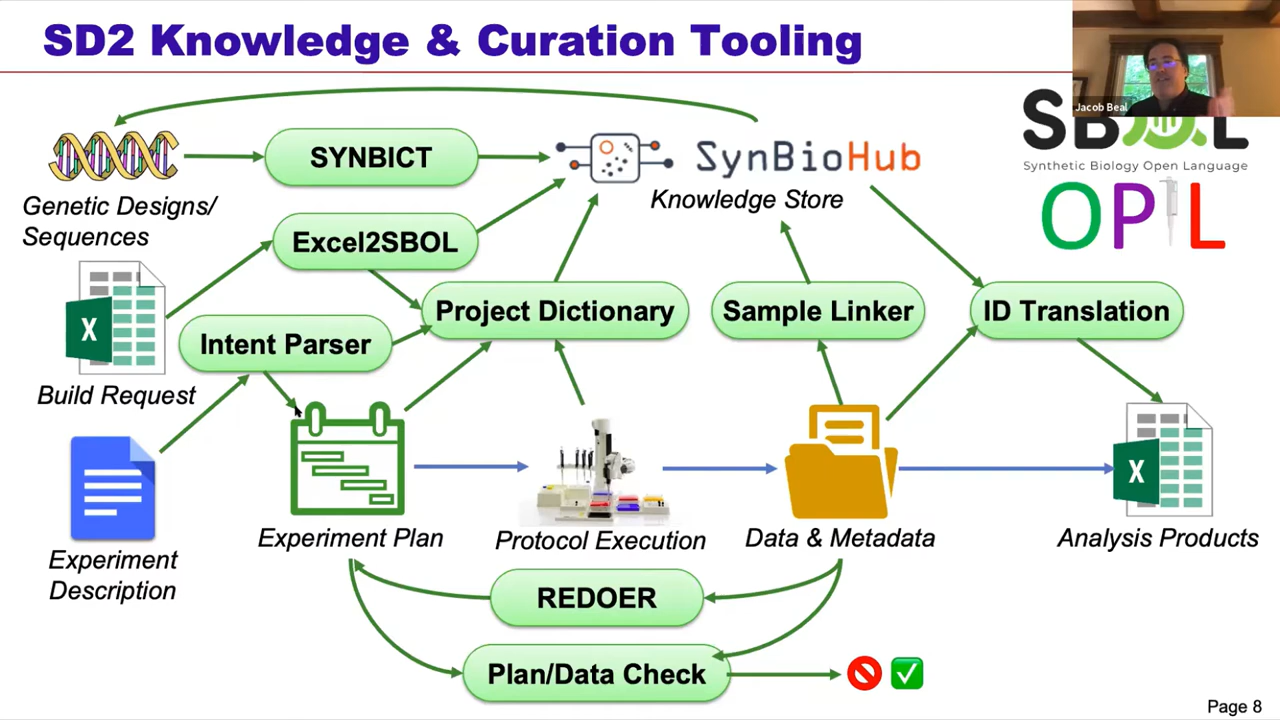 SD2 Knowledge & Curation Tooling
Jacob Beal
SBOL
Synthetic Biology Open Language
OPIL
SYNBICT
SynBioHub
Knowledge Store
Genetic Designs/
Sequences
Excel2SBOL
Project Dictionary
Sample Linker
ID Translation
Intent Parser
X
Build Request
X
Experiment Plan
Protocol Execution
Data & Metadata
Analysis Products
Experiment
Description
REDOER
Plan/Data Check
Page 8